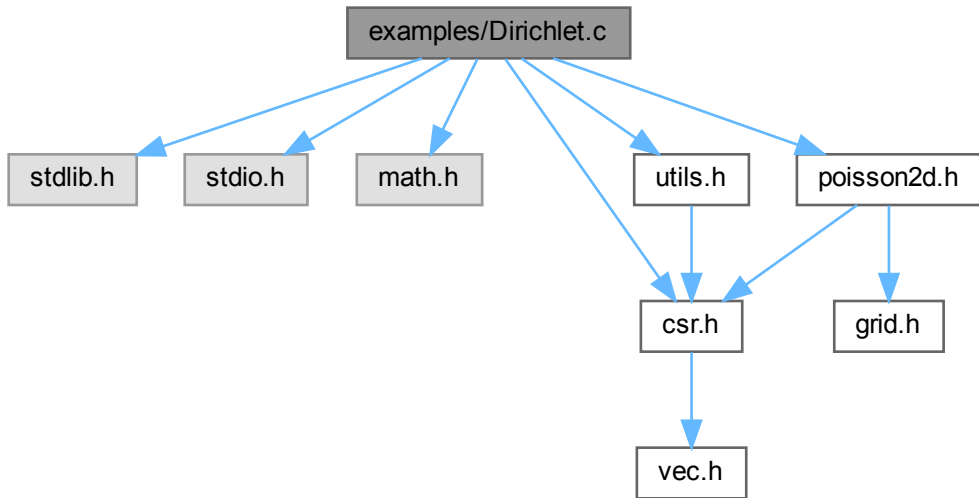 examples/Dirichlet.c
stdlib.h
stdio.h
math.h
utils.h
poisson2d.h
csr.h
grid.h
vec.h